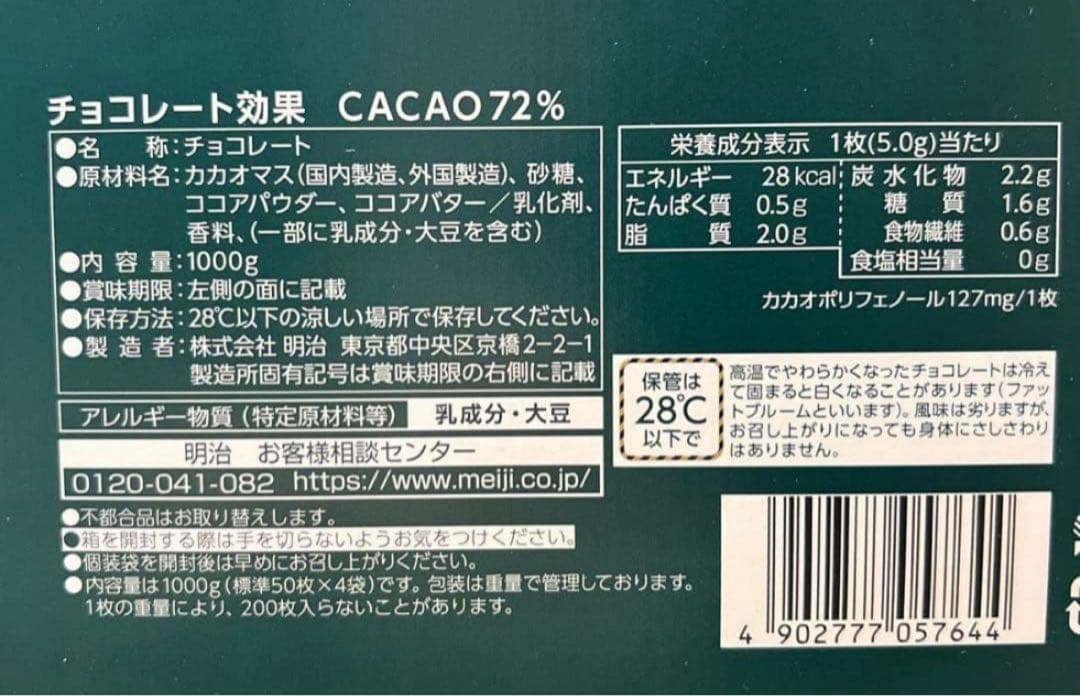 チョコレート効果 CACAO72%
●名 称:チョコレート
●原材料名:カカオマス(国内製造、外国製造)、砂糖、
ココアパウダー、ココアバター/乳化剤、
香料、(一部に乳成分・大豆を含む)
●内 容 量:1000g
●賞味期限:左側の面に記載
●保存方法:28℃以下の涼しい場所で保存してください。
●製 造 者:株式会社 明治 東京都中央区京橋2-2-1
製造所固有記号は賞味期限の右側に記載
アレルギー物質(特定原材料等) 乳成分・大豆
明治 お客様相談センター
0120-041-082 https://www.meiji.co.jp/
●不都合品はお取り替えします。
●箱を開封する際は手を切らないようお気をつけください。
●個装袋を開封後は早めにお召し上がりください。
●内容量は1000g(標準50枚×4袋)です。包装は重量で管理しております。
1枚の重量により、200枚入らないことがあります。
栄養成分表示 1枚(5.0g)当たり
エネルギー 28kcal
たんぱく質 0.5g
脂 質 2.0g
炭水化物 2.2g
糖 質 1.6g
食物繊維 0.6g
食塩相当量 0g
カカオポリフェノール127mg/1枚
保管は
28℃
以下で
高温でやわらかくなったチョコレートは冷え
て固まると白くなることがあります(ファッ
トブルームといいます)。風味は劣りますが、
お召し上がりになっても身体にさしさわり
はありません。
4 902777 057644